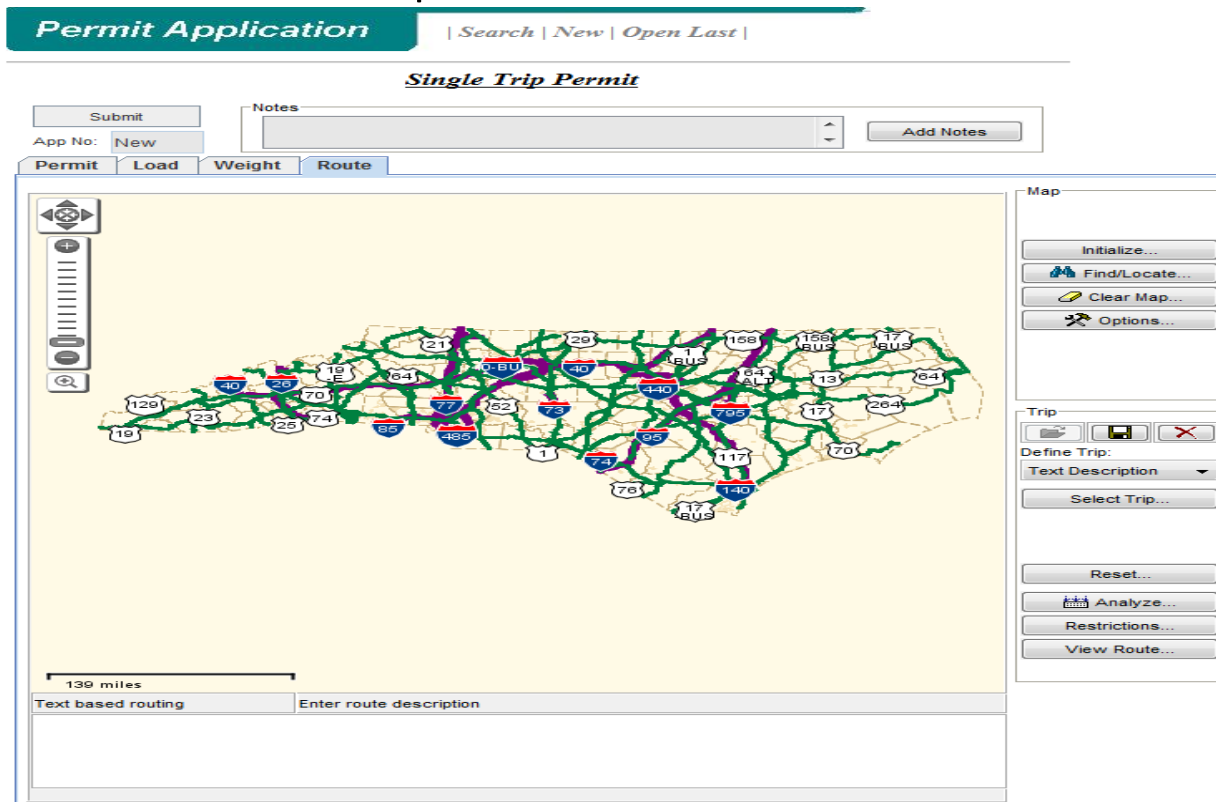 Permit Application
| Search | New | Open Last |
Single Trip Permit
Submit
Notes
Add Notes
App No: New
Permit Load Weight Route
Map
Initialize...
Find/Locate...
Clear Map...
Options...
21
29
158
158 BUS
17 BUS
1 BUS
19 E
64
0-BU
40
64 ALT
13
64
40
26
70
440
129
77
52
73
795
17
264
23
25
74
85
19
485
95
1
74
117
70
76
140
17 BUS
Trip
Define Trip:
Text Description
Select Trip...
Reset...
Analyze...
Restrictions...
View Route...
139 miles
Text based routing Enter route description